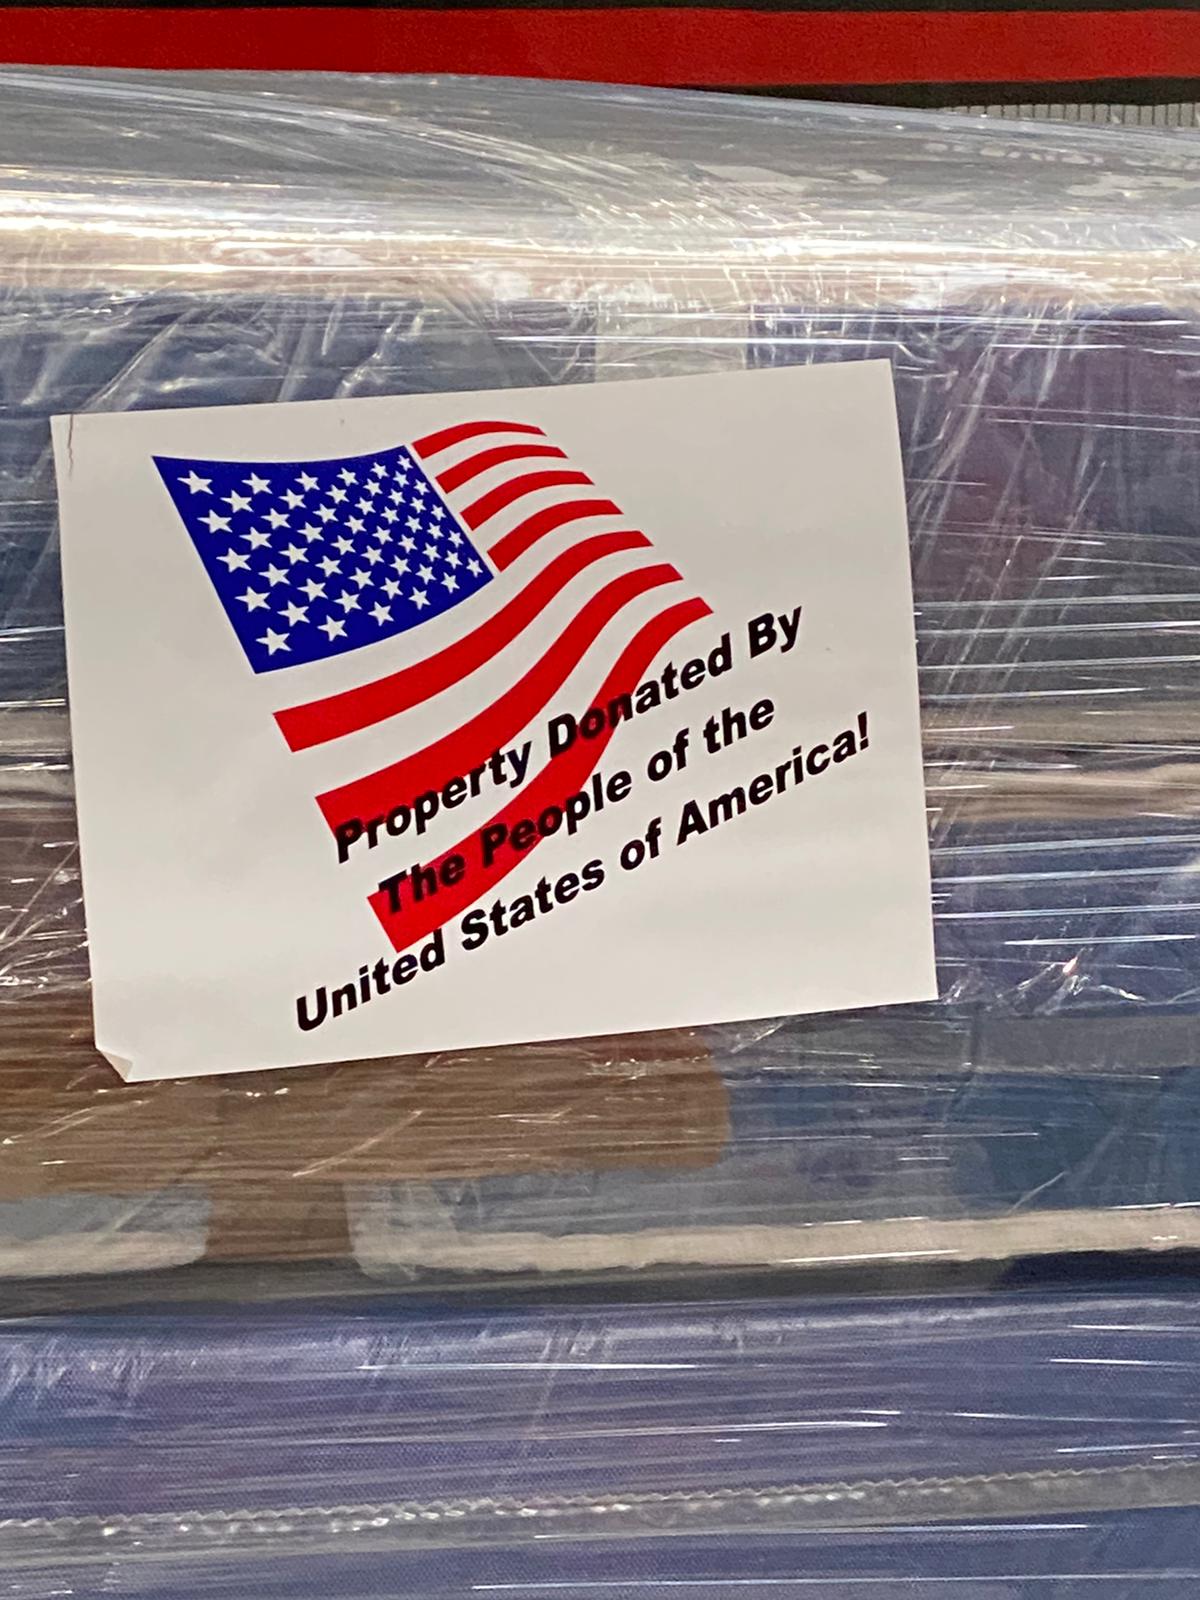 Property Donated By
The People of the
United States of America!